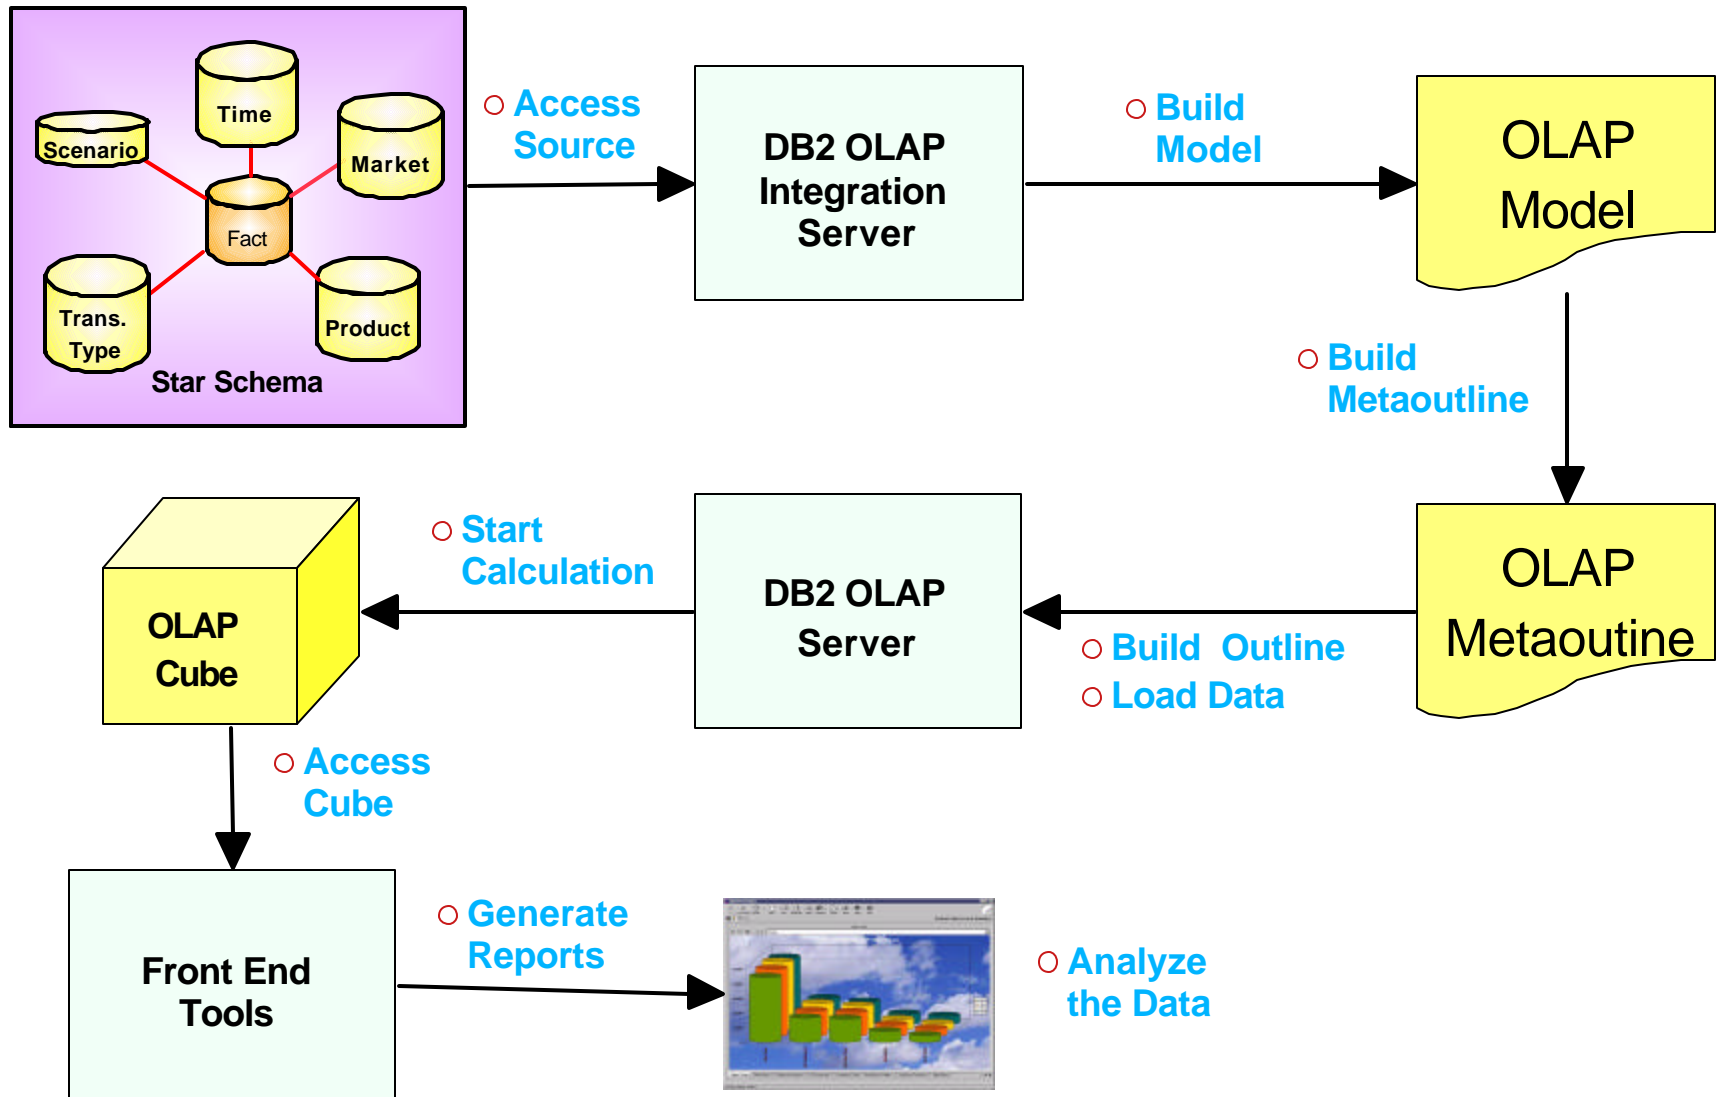 Time
Scenario
Market
Fact
Trans.
Type
Product
Star Schema
Access
Source
DB2 OLAP
Integration
Server
Build
Model
OLAP
Model
Build
Metaoutline
OLAP
Metaoutine
Build Outline
Load Data
DB2 OLAP
Server
Start
Calculation
OLAP
Cube
Access
Cube
Front End
Tools
Generate
Reports
Analyze
the Data